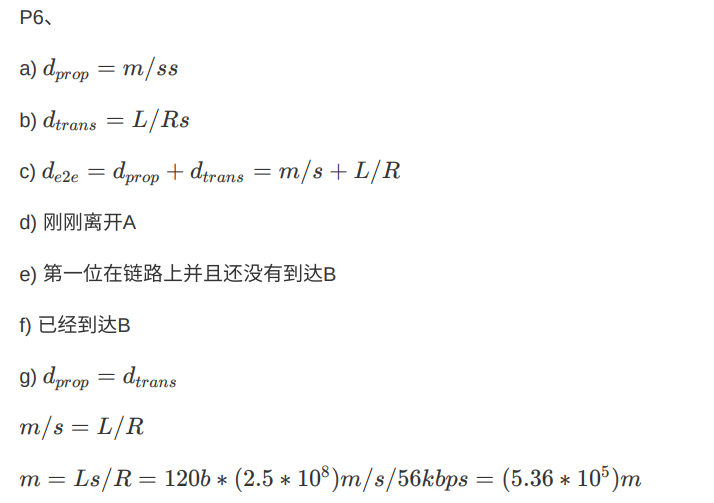 P6、
a) d_{prop} = m/ss
b) d_{trans} = L/Rs
c) d_{e2e} = d_{prop} + d_{trans} = m/s + L/R
d) 刚刚离开A
e) 第一位在链路上并且还没有到达B
f) 已经到达B
g) d_{prop} = d_{trans}
m/s = L/R
m = Ls/R = 120b ∗ (2.5 ∗ 10^8)m/s/56kbps = (5.36 ∗ 10^5)m